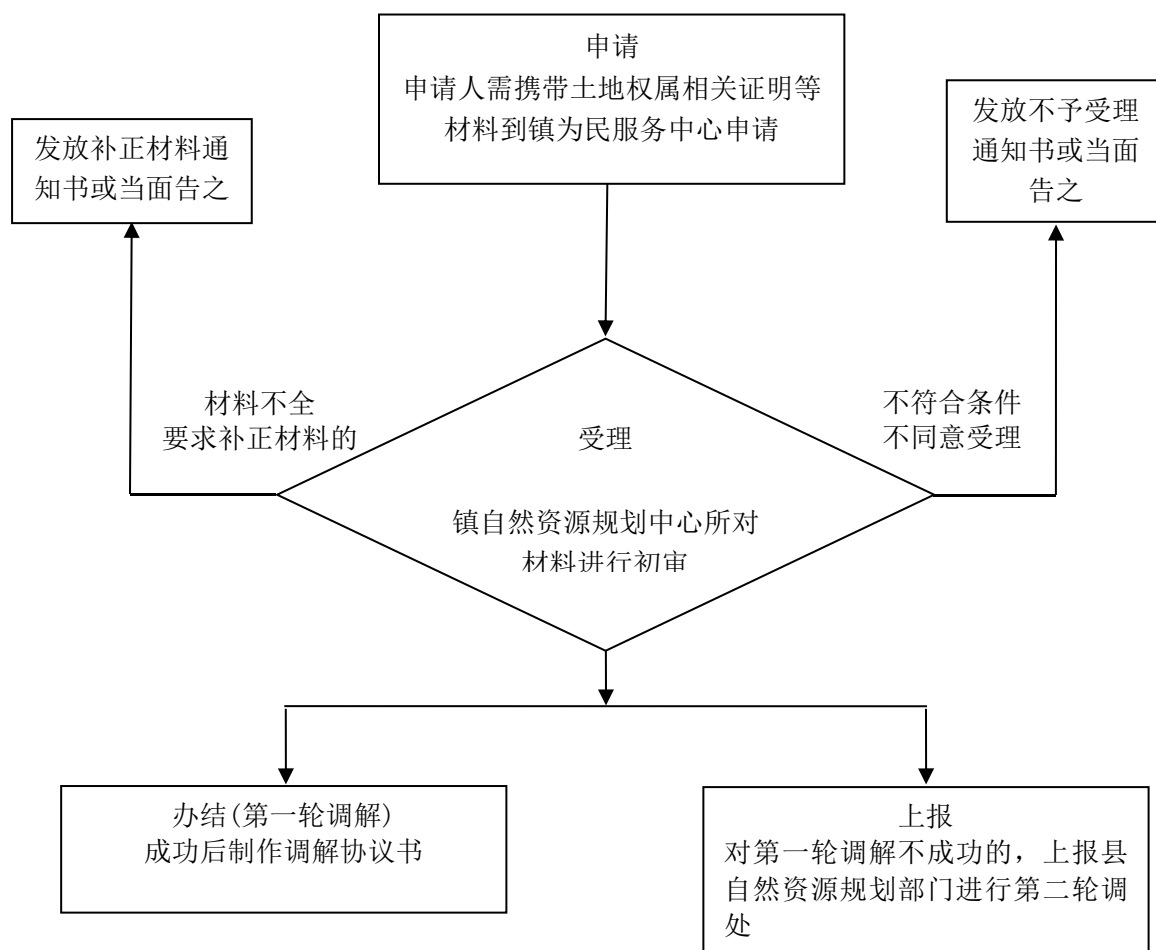 申请
申请人需携带土地权属相关证明等
材料到镇为民服务中心申请
发放补正材料通
知书或当面告之
发放不予受理
通知书或当面
告之
材料不全
要求补正材料的
不符合条件
不同意受理
受理
镇自然资源规划中心所对
材料进行初审
办结(第一轮调解)
成功后制作调解协议书
上报
对第一轮调解不成功的，上报县
自然资源规划部门进行第二轮调
处